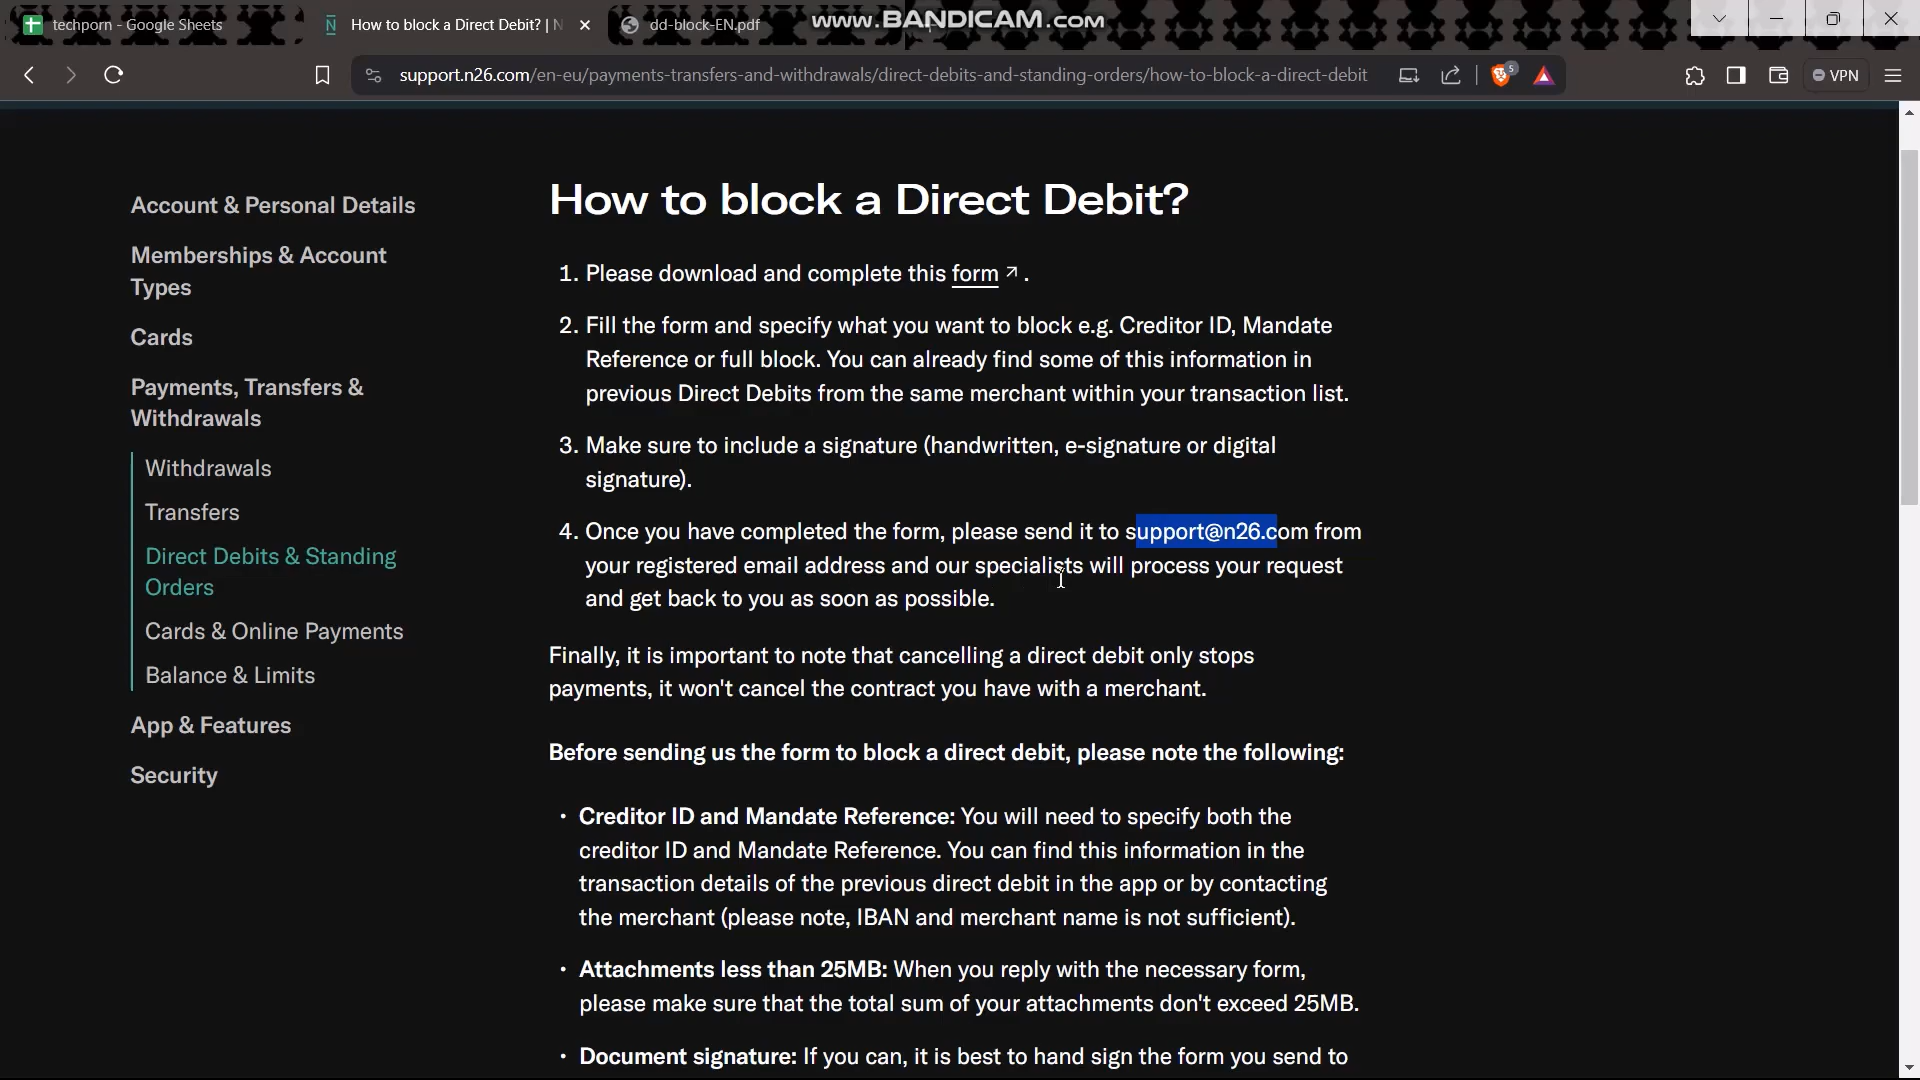 techporn - Google Sheets
How to block a Direct Debit? | N
dd-block-EN.pdf
www.BANDICAM.com
support.n26.com/en-eu/payments-transfers-and-withdrawals/direct-debits-and-standing-orders/how-to-block-a-direct-debit
5
VPN
Account & Personal Details
Memberships & Account
Types
Cards
Payments, Transfers &
Withdrawals
Withdrawals
Transfers
Direct Debits & Standing
Orders
Cards & Online Payments
Balance & Limits
App & Features
Security
How to block a Direct Debit?
1. Please download and complete this form ↗ .
2. Fill the form and specify what you want to block e.g. Creditor ID, Mandate
Reference or full block. You can already find some of this information in
previous Direct Debits from the same merchant within your transaction list.
3. Make sure to include a signature (handwritten, e-signature or digital
signature).
4. Once you have completed the form, please send it to support@n26.com from
your registered email address and our specialists will process your request
and get back to you as soon as possible.
Finally, it is important to note that cancelling a direct debit only stops
payments, it won't cancel the contract you have with a merchant.
Before sending us the form to block a direct debit, please note the following:
• Creditor ID and Mandate Reference: You will need to specify both the
creditor ID and Mandate Reference. You can find this information in the
transaction details of the previous direct debit in the app or by contacting
the merchant (please note, IBAN and merchant name is not sufficient).
• Attachments less than 25MB: When you reply with the necessary form,
please make sure that the total sum of your attachments don't exceed 25MB.
• Document signature: If you can, it is best to hand sign the form you send to